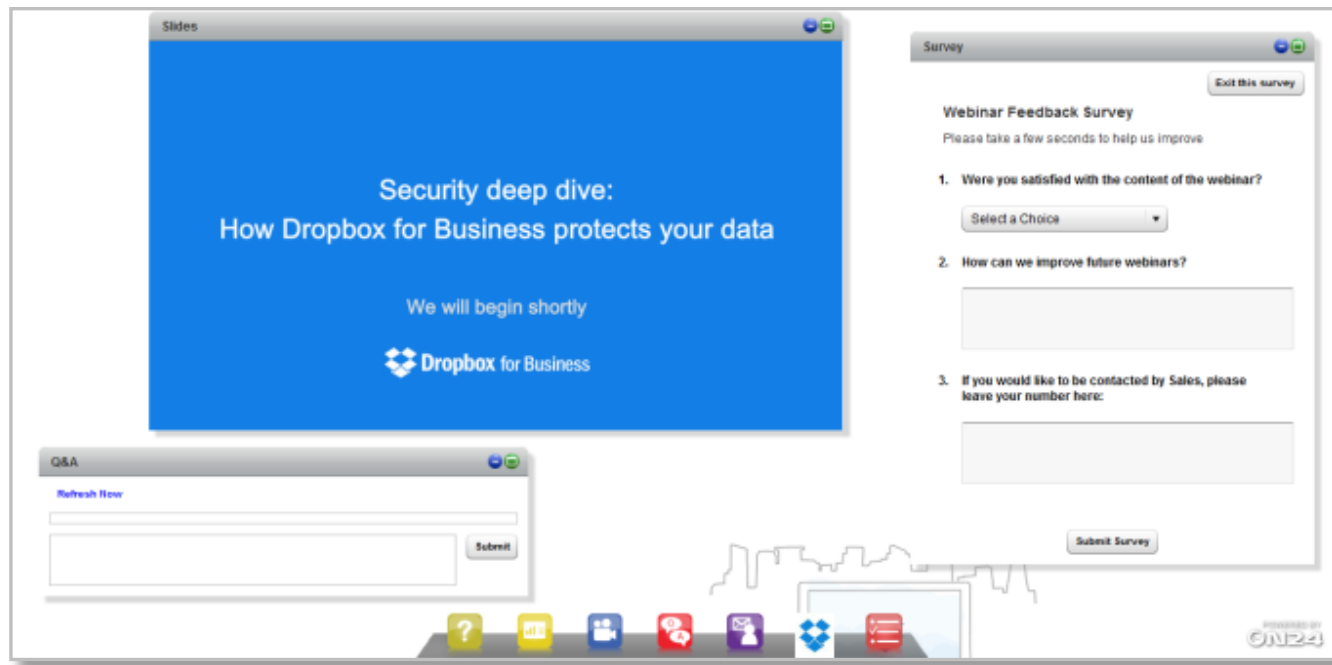 Slides
Security deep dive:
How Dropbox for Business protects your data
We will begin shortly
Dropbox for Business
Survey
Exit this survey
Webinar Feedback Survey
Please take a few seconds to help us improve
1. Were you satisfied with the content of the webinar?
Select a Choice
2. How can we improve future webinars?
3. If you would like to be contacted by Sales, please
leave your number here:
Submit Survey
Q&A
Refresh Now
Submit
?
Q
A
POWERED BY
ON24